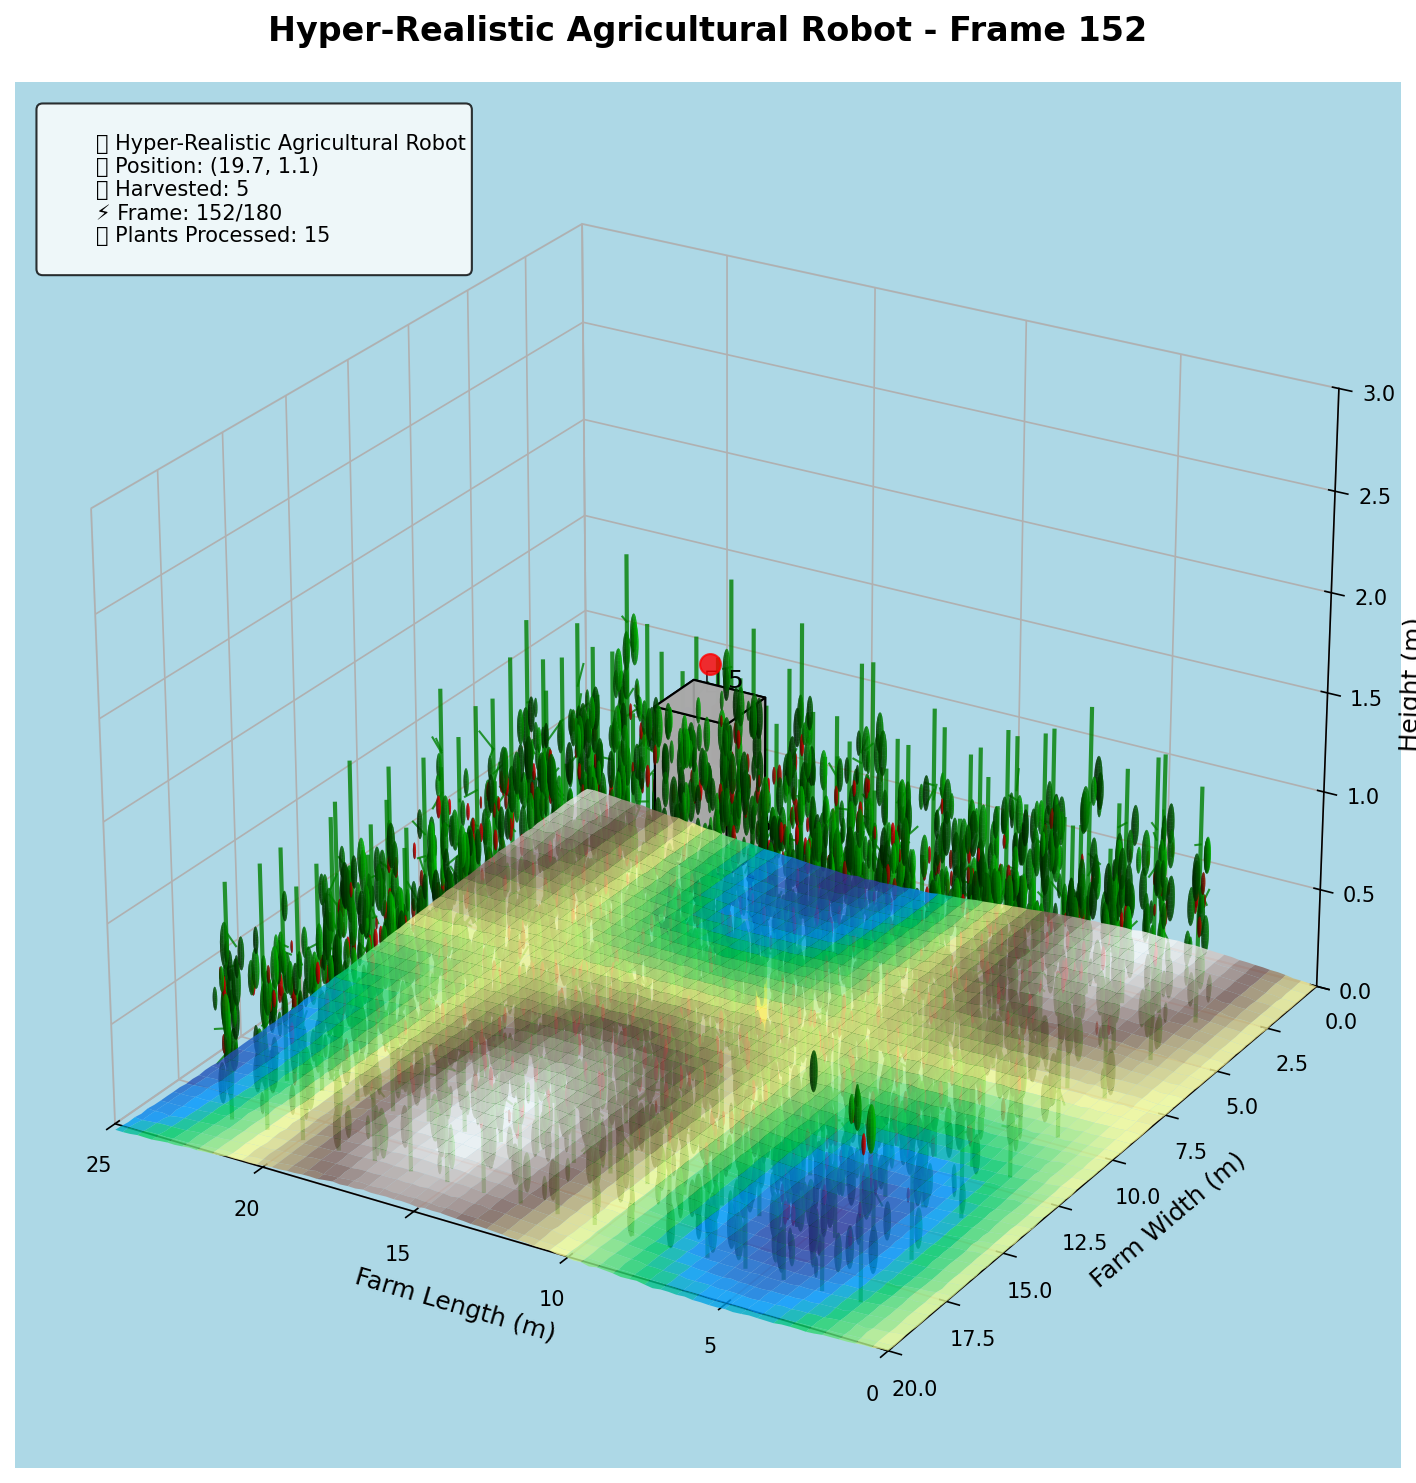 Hyper-Realistic Agricultural Robot - Frame 152
Hyper-Realistic Agricultural Robot
Position: (19.7, 1.1)
Harvested: 5
⚡ Frame: 152/180
Plants Processed: 15
5
3.0
2.5
2.0
1.5
1.0
0.5
0.0
Height (m)
0.0
2.5
5.0
7.5
10.0
12.5
15.0
17.5
20.0
Farm Width (m)
25
20
15
10
5
0
Farm Length (m)